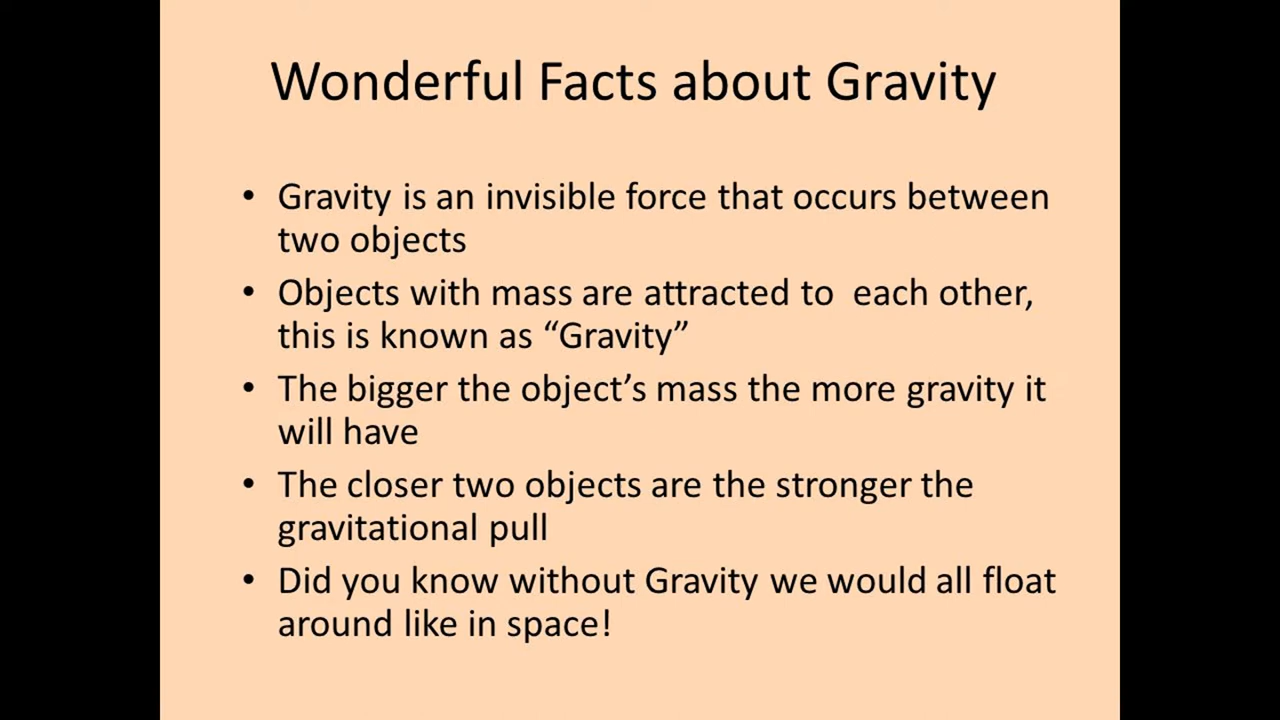 Wonderful Facts about Gravity
• Gravity is an invisible force that occurs between
two objects
• Objects with mass are attracted to  each other,
this is known as “Gravity”
• The bigger the object’s mass the more gravity it
will have
• The closer two objects are the stronger the
gravitational pull
• Did you know without Gravity we would all float
around like in space!